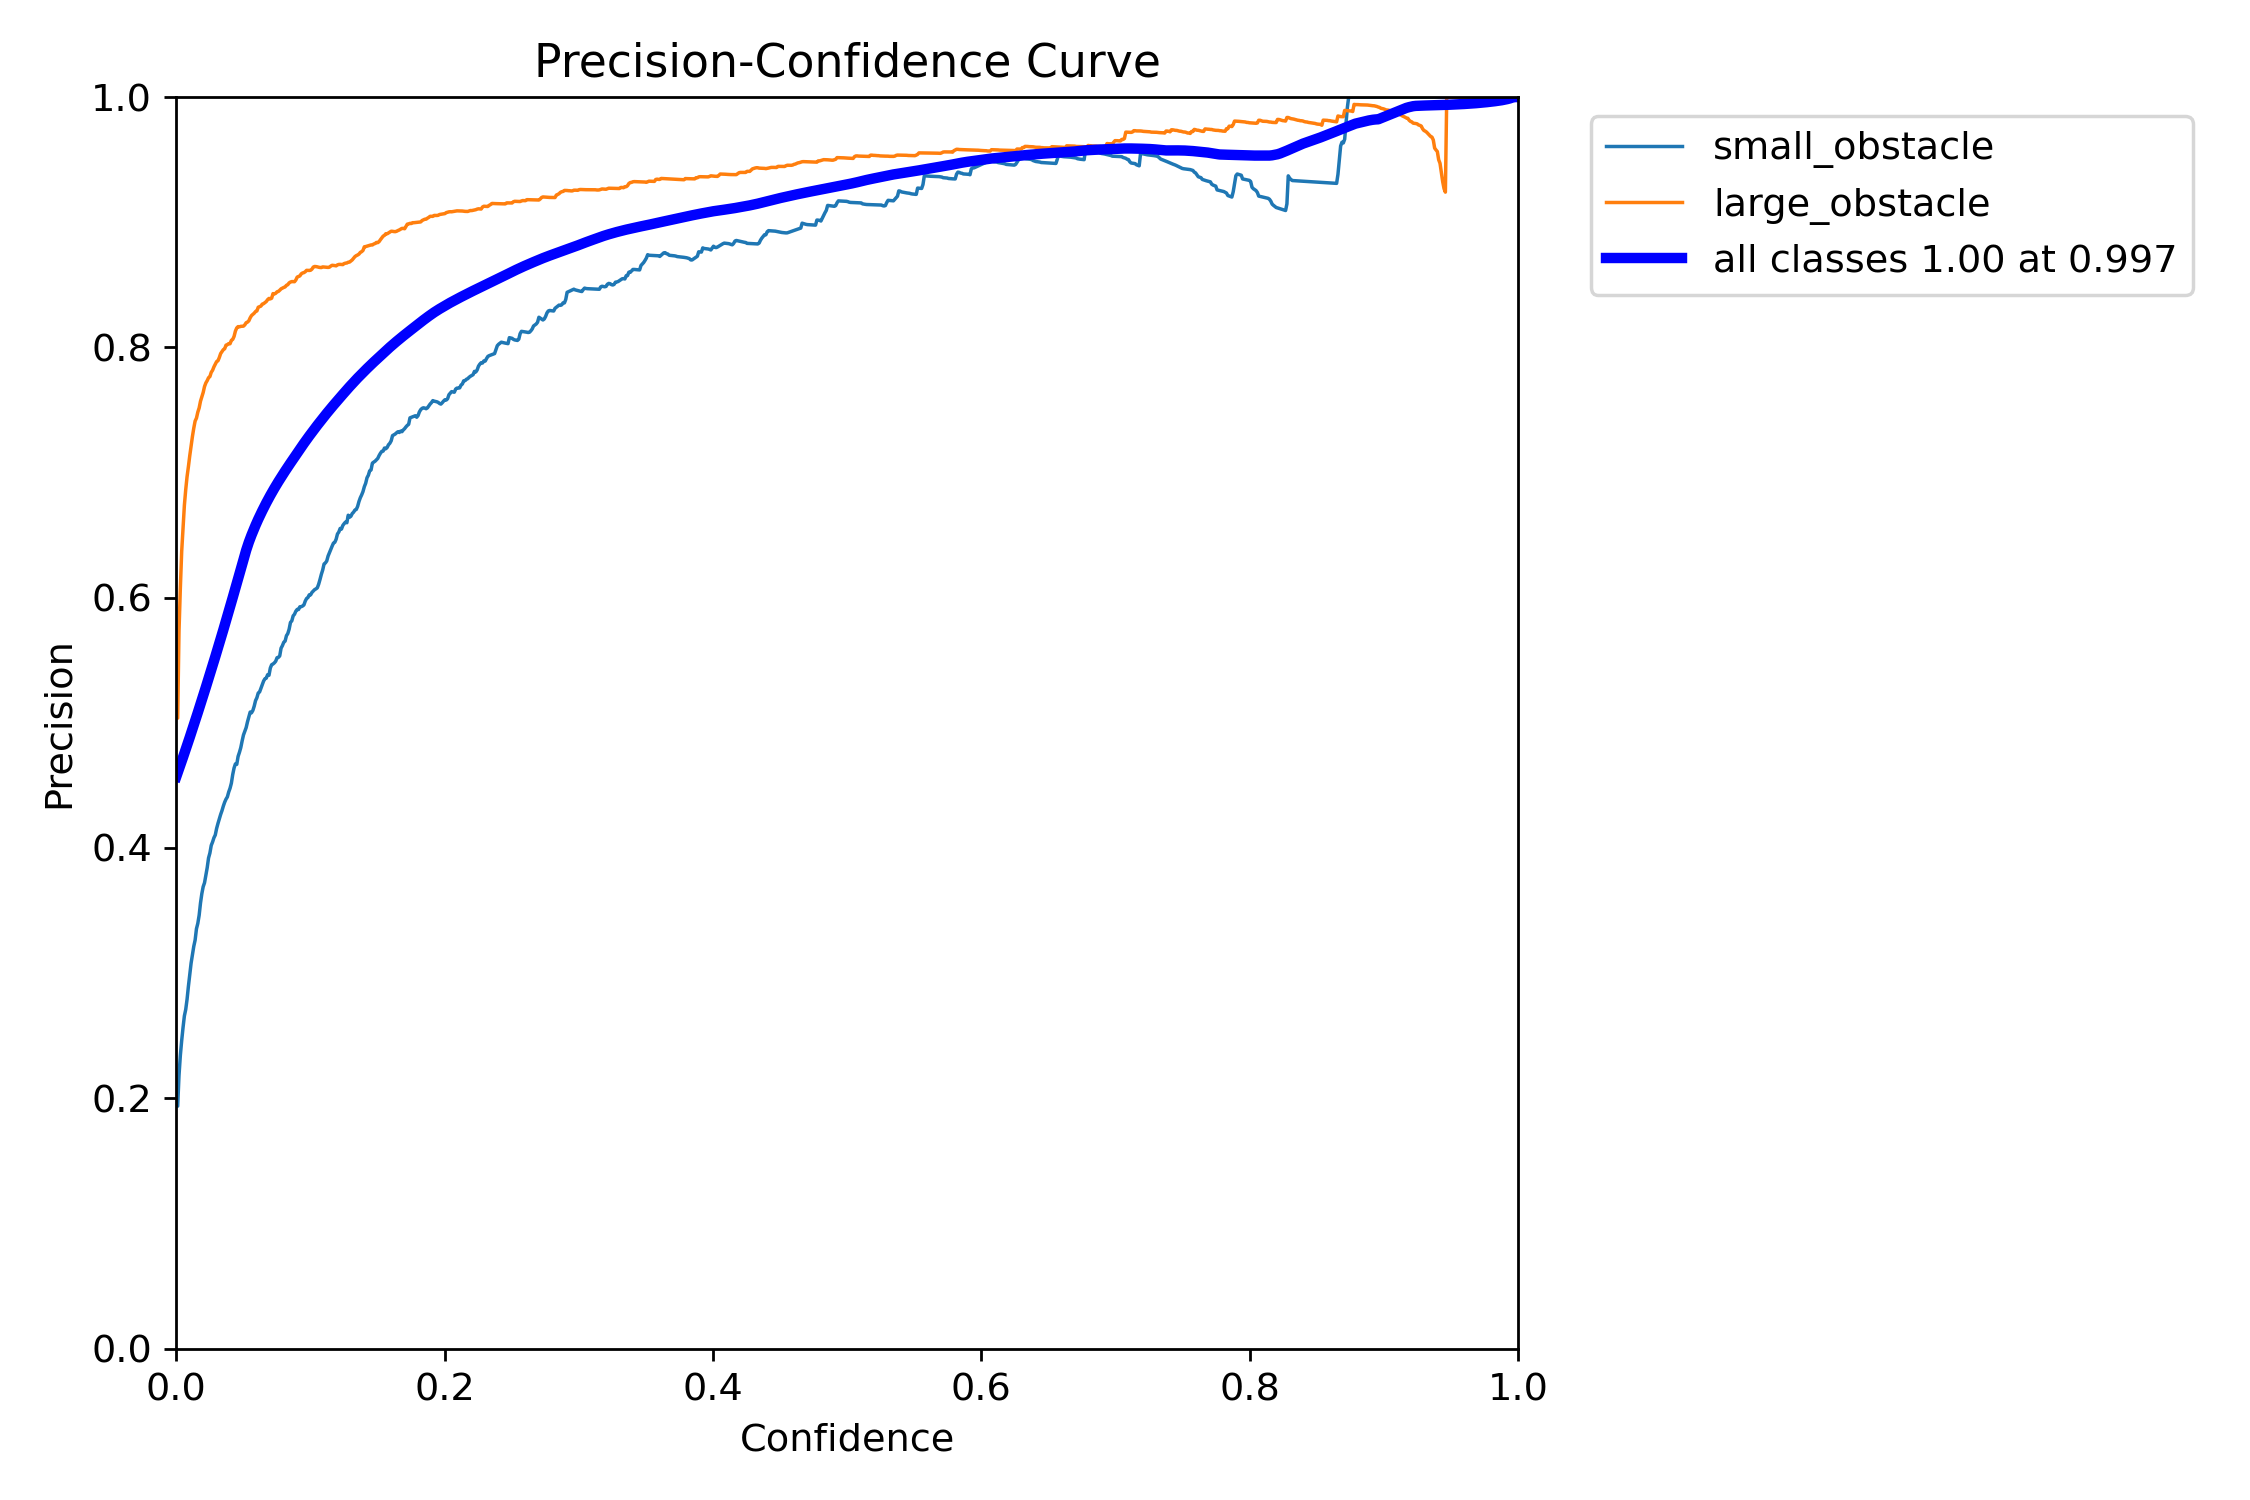 Precision-Confidence Curve
1.0
0.8
0.6
0.4
0.2
0.0
Precision
0.0 0.2 0.4 0.6 0.8 1.0
Confidence
small_obstacle
large_obstacle
all classes 1.00 at 0.997